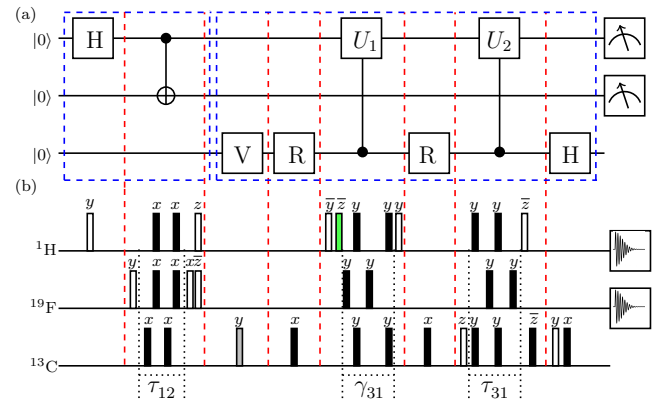 (a)
|0⟩ H U₁ U₂
|0⟩
|0⟩ V R R H
(b)
y x x z y̅ z̅ y y y y y z̅
¹H
y x x x z̅ y y y y
¹⁹F
x x y x y y x z y y z̅ y x
¹³C
τ₁₂ γ₃₁ τ₃₁